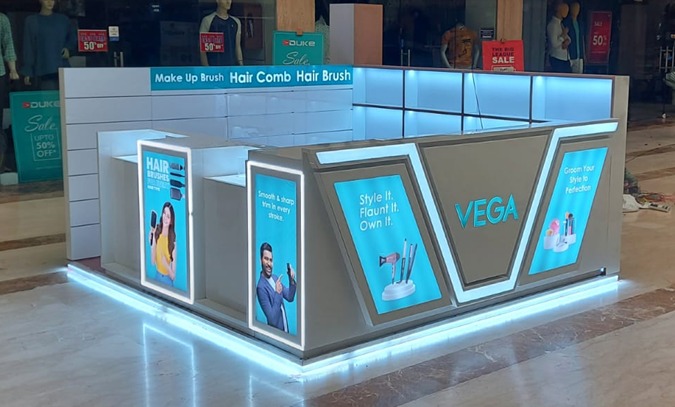 50%
50%
DUKE
Sale
THE BIG
LEAGUE
SALE
50%
DUKE
Sale
UPTO
50%
OFF*
Make Up Brush Hair Comb Hair Brush
HAIR
BRUSHES
Smooth & sharp
trim in every
stroke.
Style It.
Flaunt It.
Own It.
VEGA
Groom Your
Style to
Perfection